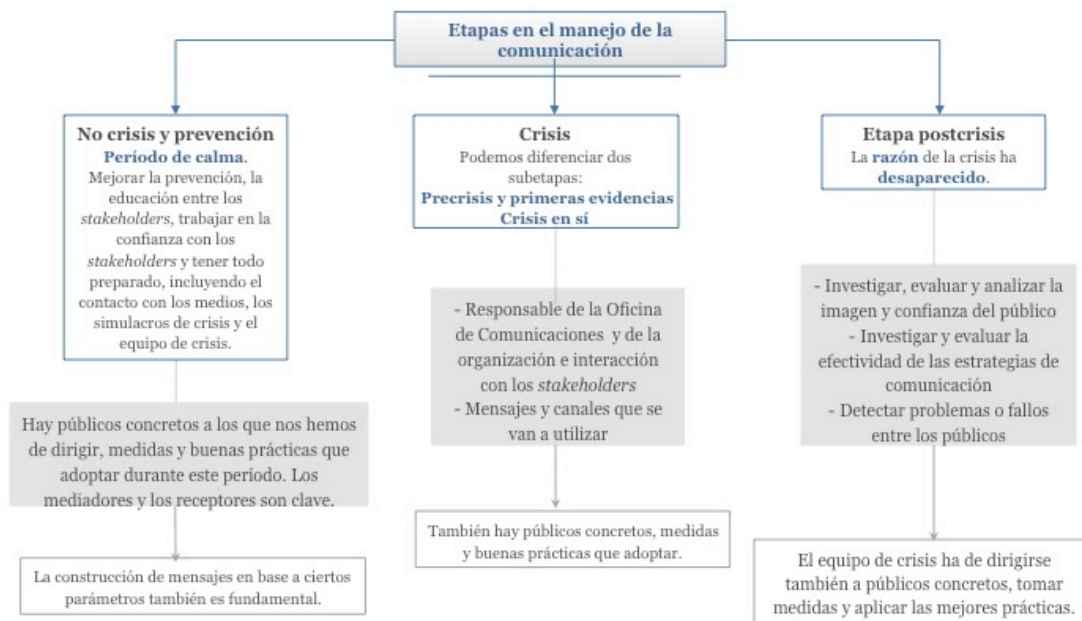 Etapas en el manejo de la
comunicación
No crisis y prevención
Período de calma.
Mejorar la prevención, la
educación entre los
stakeholders, trabajar en la
confianza con los
stakeholders y tener todo
preparado, incluyendo el
contacto con los medios, los
simulacros de crisis y el
equipo de crisis.
Hay públicos concretos a los que nos hemos
de dirigir, medidas y buenas prácticas que
adoptar durante este período. Los
mediadores y los receptores son clave.
La construcción de mensajes en base a ciertos
parámetros también es fundamental.
Crisis
Podemos diferenciar dos
subetapas:
Precrisis y primeras evidencias
Crisis en sí
- Responsable de la Oficina
de Comunicaciones y de la
organización e interacción
con los stakeholders
- Mensajes y canales que se
van a utilizar
También hay públicos concretos, medidas
y buenas prácticas que adoptar.
Etapa postcrisis
La razón de la crisis ha
desaparecido.
- Investigar, evaluar y analizar la
imagen y confianza del público
- Investigar y evaluar la
efectividad de las estrategias de
comunicación
- Detectar problemas o fallos
entre los públicos
El equipo de crisis ha de dirigirse
también a públicos concretos, tomar
medidas y aplicar las mejores prácticas.